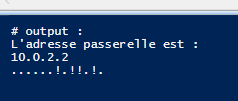 # output :
L'adresse passerelle est :
10.0.2.2
......!.!!.!.